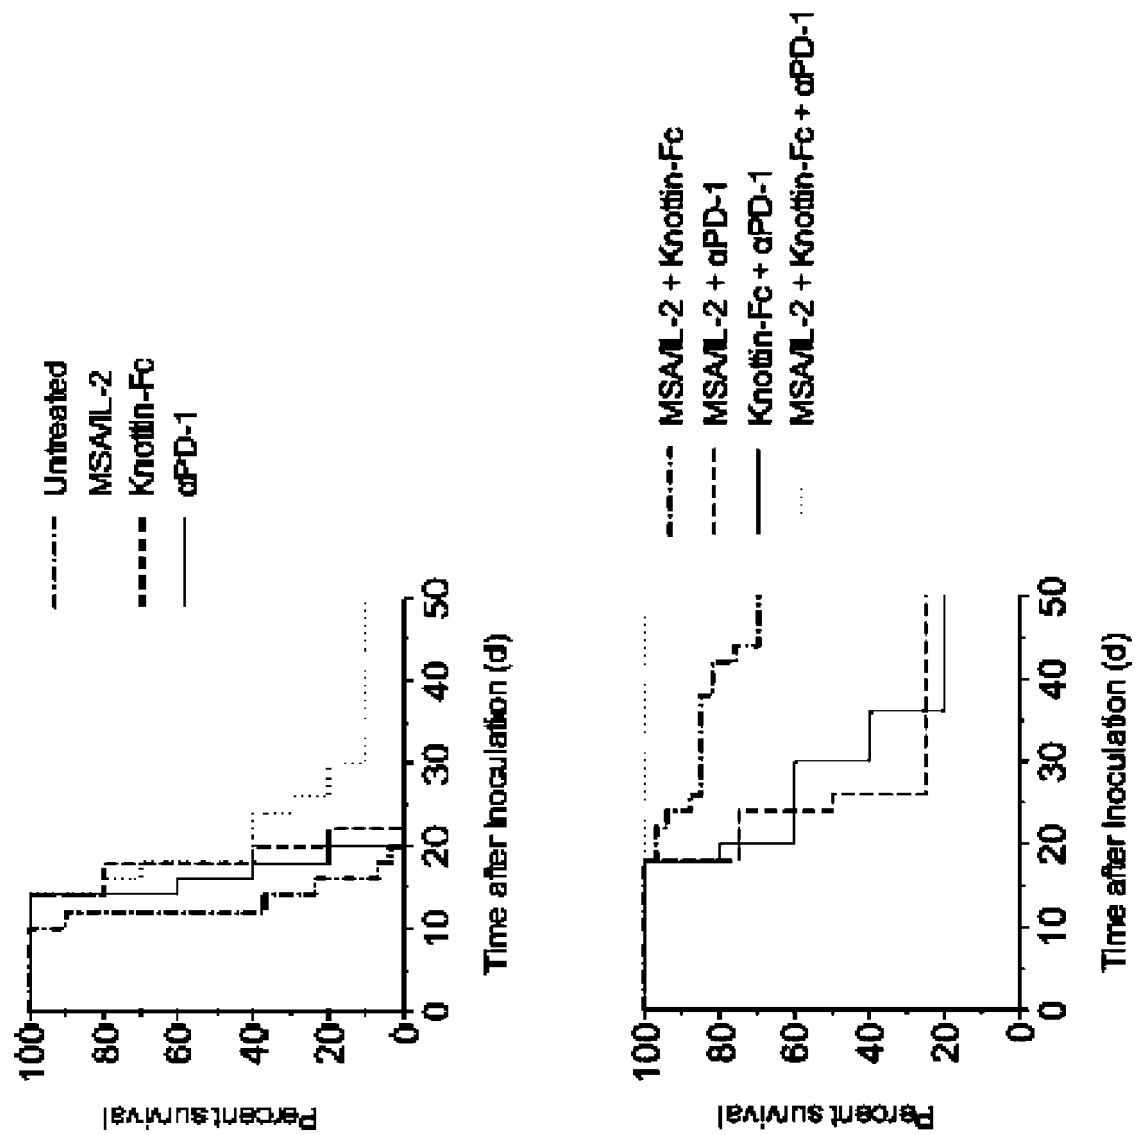 Percent survival
100
80
60
40
20
0
0
10
20
30
40
50
Time after Inoculation (d)
Untreated
MSA/IL-2
Knottin-Fc
αPD-1
Percent survival
100
80
60
40
20
0
0
10
20
30
40
50
Time after Inoculation (d)
MSA/IL-2 + Knottin-Fc
MSA/IL-2 + αPD-1
Knottin-Fc + αPD-1
MSA/IL-2 + Knottin-Fc + αPD-1